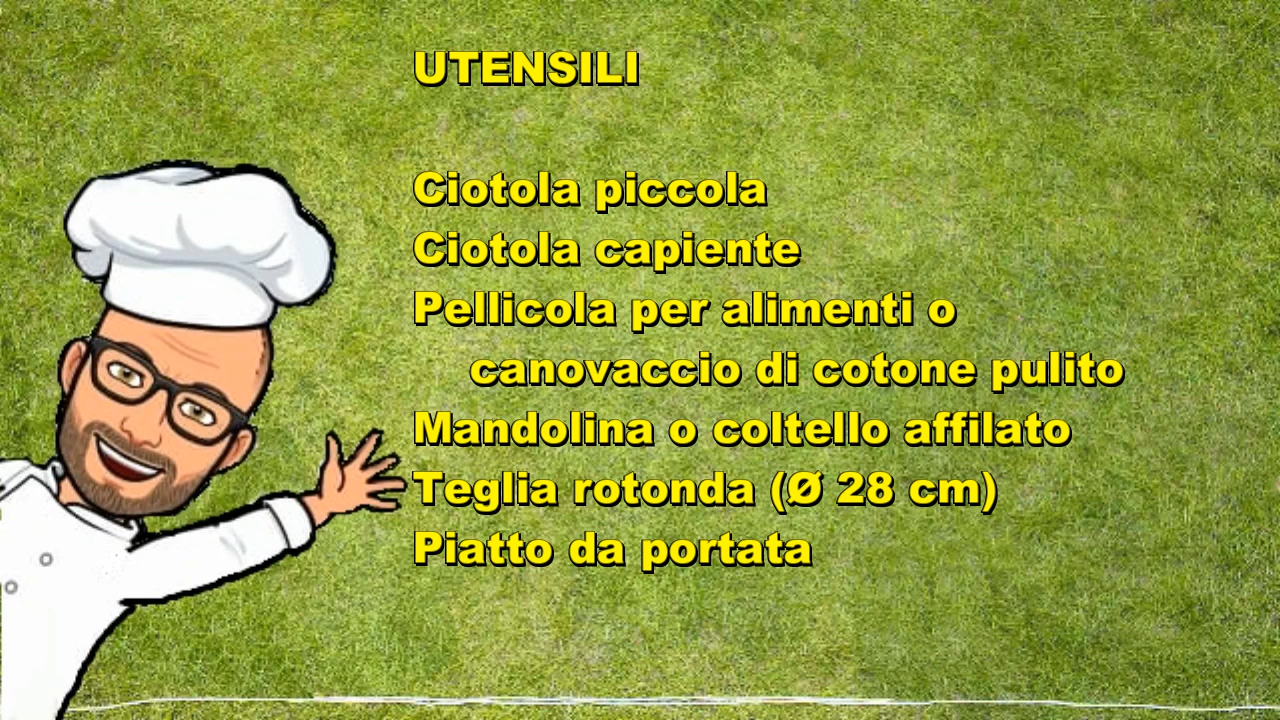 UTENSILI
Ciotola piccola
Ciotola capiente
Pellicola per alimenti o
canovaccio di cotone pulito
Mandolina o coltello affilato
Teglia rotonda (Ø 28 cm)
Piatto da portata